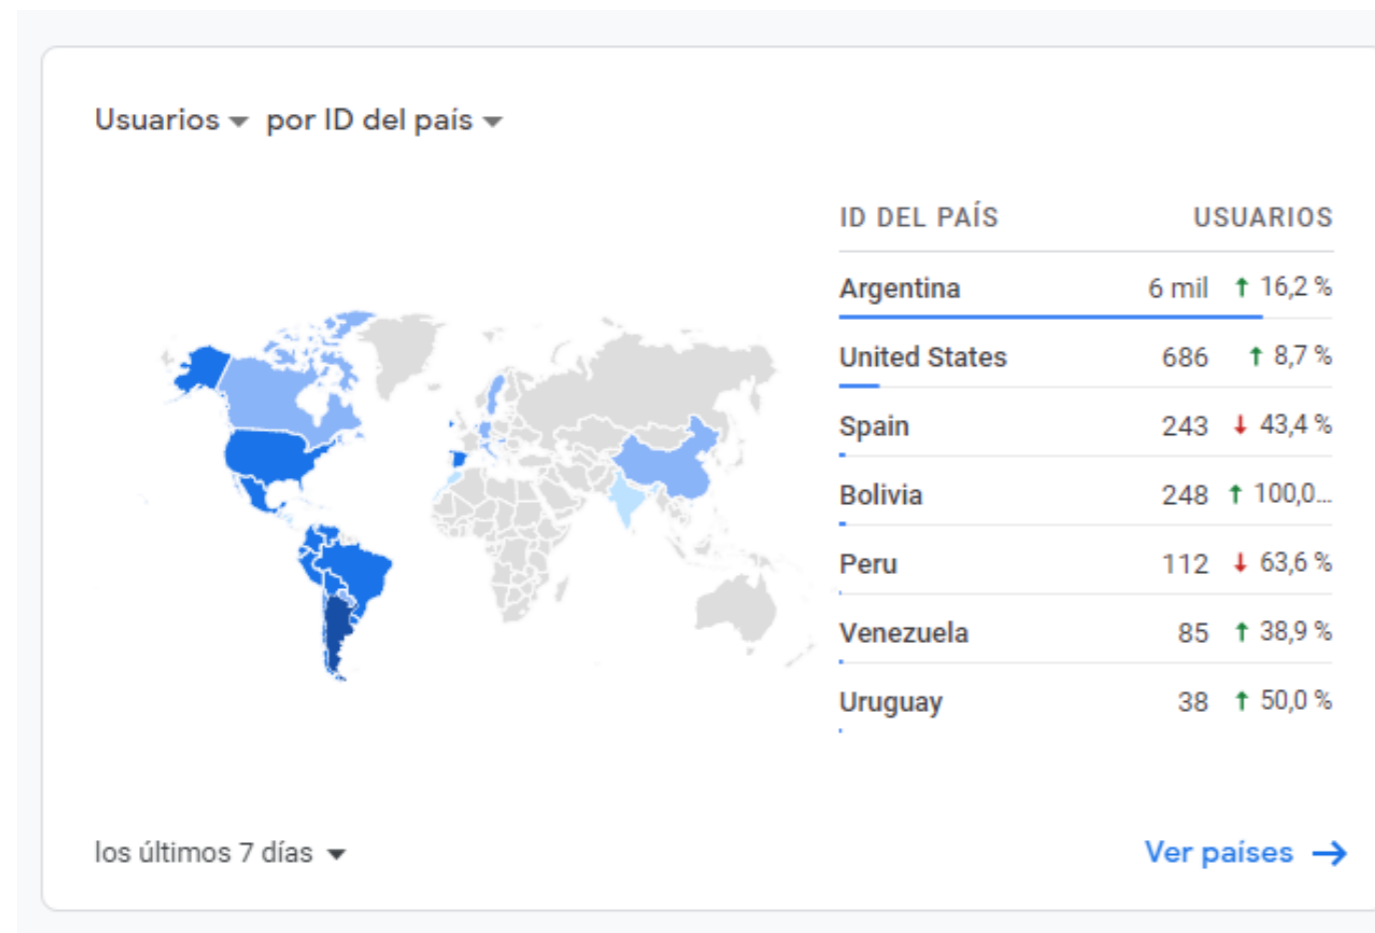 Usuarios por ID del país
ID DEL PAÍS USUARIOS
Argentina 6 mil ↑ 16,2 %
United States 686 ↑ 8,7 %
Spain 243 ↓ 43,4 %
Bolivia 248 ↑ 100,0...
Peru 112 ↓ 63,6 %
Venezuela 85 ↑ 38,9 %
Uruguay 38 ↑ 50,0 %
los últimos 7 días
Ver países →